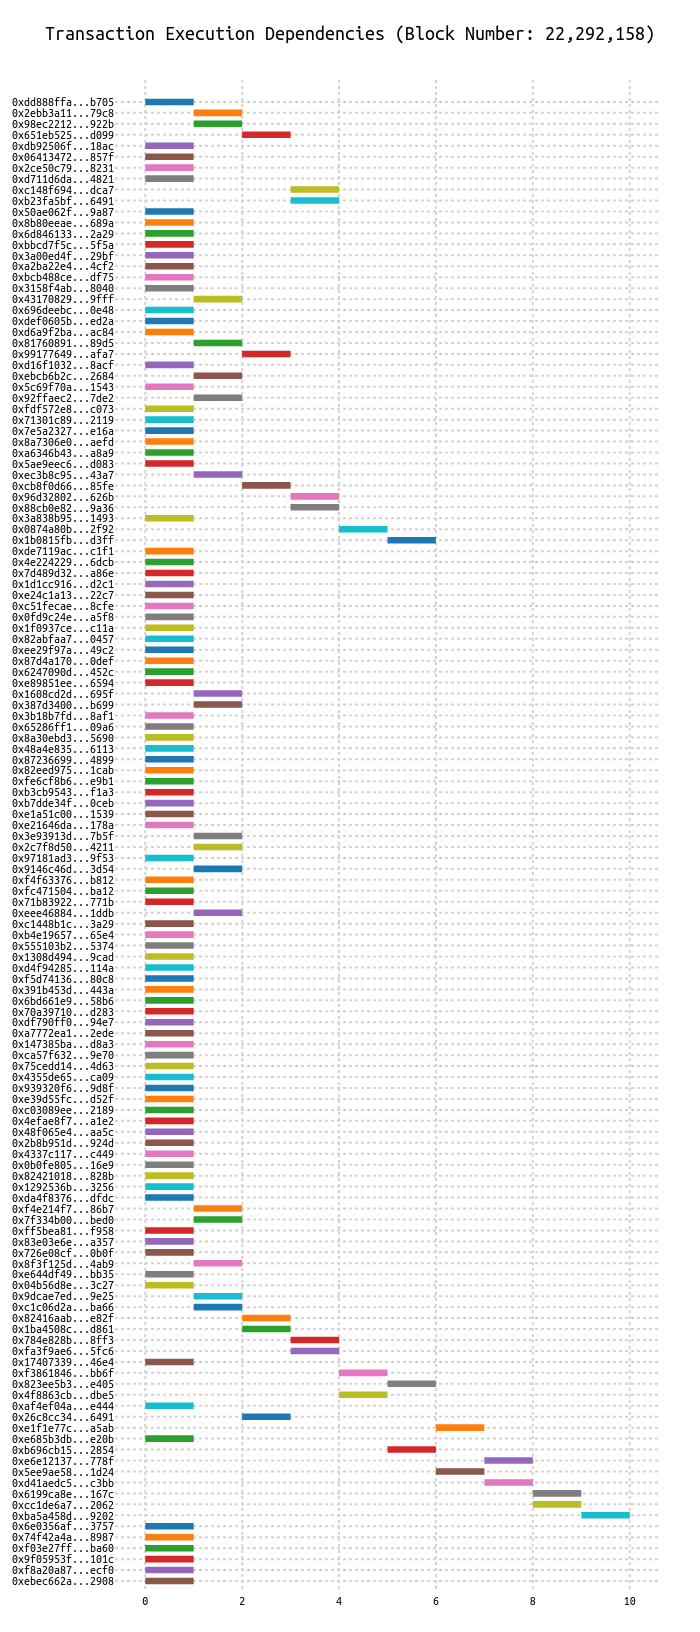 Transaction Execution Dependencies (Block Number: 22,292,158)
0xdd888ffa...b705
0x2ebb3a11...79c8
0x98ec2212...922b
0x651eb525...d099
0xdb92506f...18ac
0x06413472...857f
0x2ce50c79...8231
0xd711d6da...4821
0xc148f694...dca7
0xb23fa5bf...6491
0x50ae062f...9a87
0x8b80eeae...689a
0x6d846133...2a29
0xbbcd7f5c...5f5a
0x3a00ed4f...29bf
0xa2ba22e4...4cf2
0xbcb488ce...df75
0x3158f4ab...8040
0x43170829...9fff
0x696deebc...0e48
0xdef0605b...ed2a
0xd6a9f2ba...ac84
0x81760891...89d5
0x99177649...afa7
0xd16f1032...8acf
0xebcb6b2c...2684
0x5c69f70a...1543
0x92ffaec2...7de2
0xfdf572e8...c073
0x71301c89...2119
0x7e5a2327...e16a
0x8a7306e0...aefd
0xa6346b43...a8a9
0x5ae9eec6...d083
0xec3b8c95...43a7
0xcb8f0d66...85fe
0x96d32802...626b
0x88cb0e82...9a36
0x3a838b95...1493
0x0874a80b...2f92
0x1b0815fb...d3ff
0xde7119ac...c1f1
0x4e224229...6dcb
0x7d489d32...a86e
0x1d1cc916...d2c1
0xe24c1a13...22c7
0xc51fecae...8cfe
0x0fd9c24e...a5f8
0x1f0937ce...c11a
0x82abfaa7...0457
0xee29f97a...49c2
0x87d4a170...0def
0x6247090d...452c
0xe89851ee...6594
0x1608cd2d...695f
0x387d3400...b699
0x3b18b7fd...8af1
0x65286ff1...09a6
0x8a30ebd3...5690
0x48a4e835...6113
0x87236699...4899
0x82eed975...1cab
0xfe6cf8b6...e9b1
0xb3cb9543...f1a3
0xb7dde34f...0ceb
0xe1a51c00...1539
0xe21646da...178a
0x3e93913d...7b5f
0x2c7f8d50...4211
0x97181ad3...9f53
0x9146c46d...3d54
0xf4f63376...b812
0xfc471504...ba12
0x71b83922...771b
0xeee46884...1ddb
0xc1448b1c...3a29
0xb4e19657...65e4
0x555103b2...5374
0x1308d494...9cad
0xd4f94285...114a
0xf5d74136...80c8
0x391b453d...443a
0x6bd661e9...58b6
0x70a39710...d283
0xdf790ff0...94e7
0xa7772ea1...2ede
0x147385ba...d8a3
0xca57f632...9e70
0x75cedd14...4d63
0x4355de65...ca09
0x939320f6...9d8f
0xe39d55fc...d52f
0xc03089ee...2189
0x4efae8f7...a1e2
0x48f065e4...aa5c
0x2b8b951d...924d
0x4337c117...c449
0x0b0fe805...16e9
0x82421018...828b
0x1292536b...3256
0xda4f8376...dfdc
0xf4e214f7...86b7
0x7f334b00...bed0
0xff5bea81...f958
0x83e03e6e...a357
0x726e08cf...0b0f
0x8f3f125d...4ab9
0xe644df49...bb35
0x04b56d8e...3c27
0x9dcae7ed...9e25
0xc1c06d2a...ba66
0x82416aab...e82f
0x1ba4508c...d861
0x784e828b...8ff3
0xfa3f9ae6...5fc6
0x17407339...46e4
0xf3861846...bb6f
0x823ee5b3...e405
0x4f8863cb...dbe5
0xaf4ef04a...e444
0x26c8cc34...6491
0xe1f1e77c...a5ab
0xe685b3db...e20b
0xb696cb15...2854
0xe6e12137...778f
0x5ee9ae58...1d24
0xd41aedc5...c3bb
0x6199ca8e...167c
0xcc1de6a7...2062
0xba5a458d...9202
0x6e0356af...3757
0x74f42a4a...8987
0xf03e27ff...ba60
0x9f05953f...101c
0xf8a20a87...ecf0
0xebec662a...2908
0 2 4 6 8 10